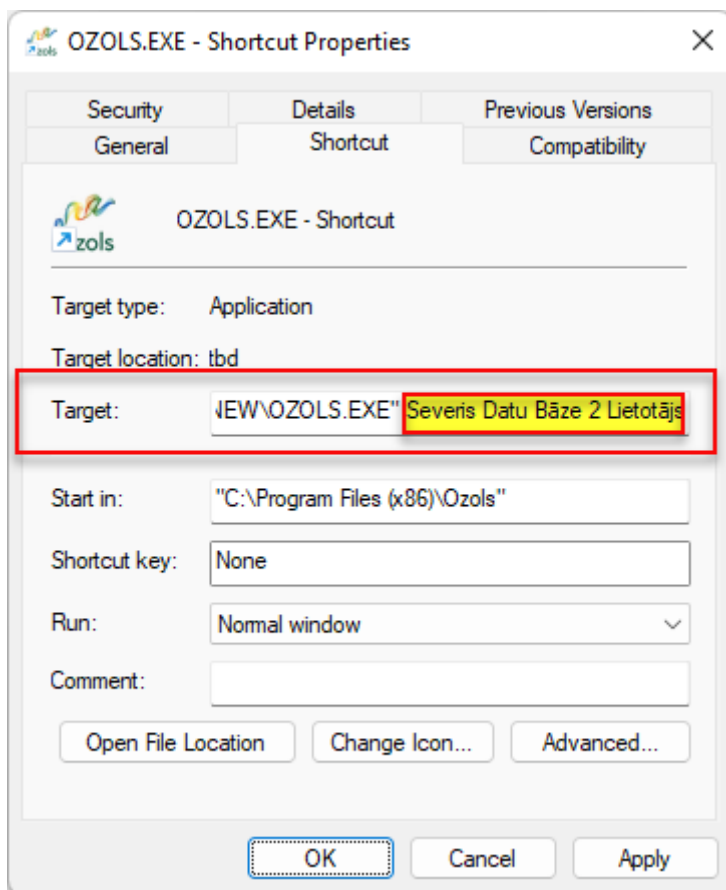 zols
OZOLS.EXE - Shortcut Properties
Security Details Previous Versions
General Shortcut Compatibility
zols
OZOLS.EXE - Shortcut
Target type: Application
Target location: tbd
Target: NEW\OZOLS.EXE" Severis Datu Bāze 2 Lietotājs
Start in: "C:\Program Files (x86)\Ozols"
Shortcut key: None
Run: Normal window
Comment:
Open File Location Change Icon... Advanced...
OK Cancel Apply